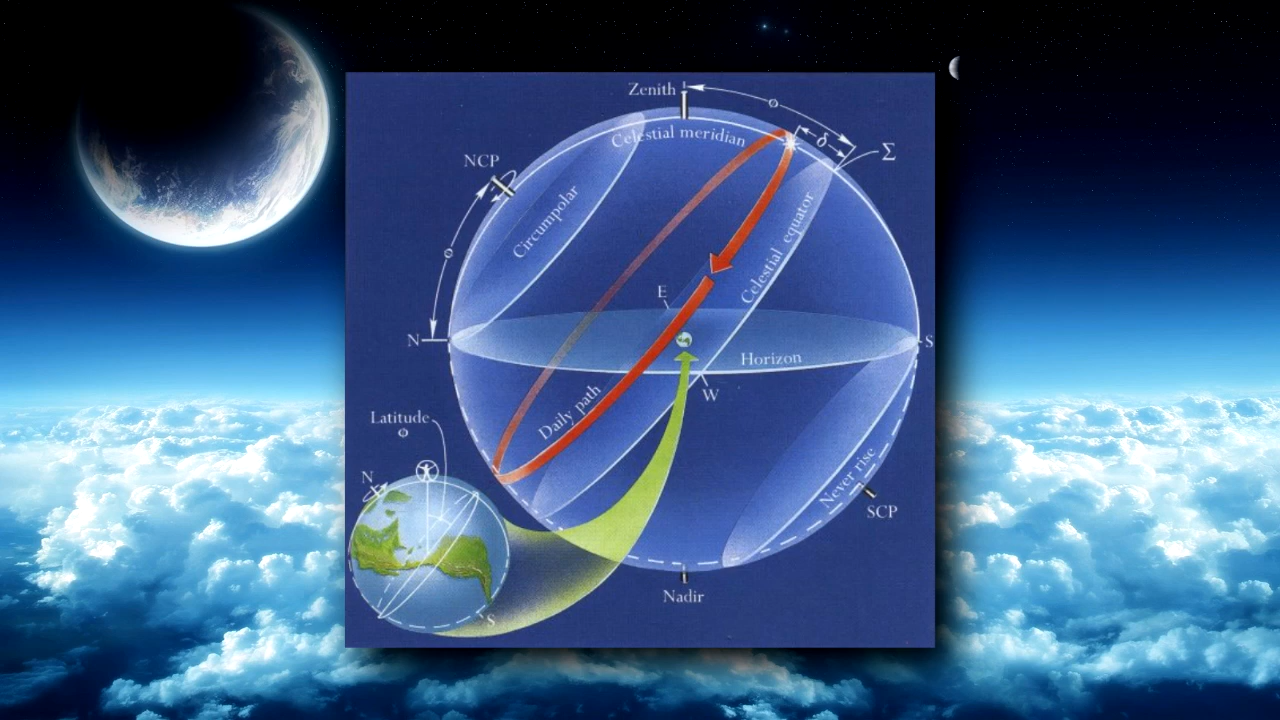 Zenith
ø
Celestial meridian
δ
Σ
NCP
Circumpolar
Celestial equator
ø
E
N
S
Horizon
W
Daily path
Latitude
ø
Never rise
N
SCP
Nadir
S